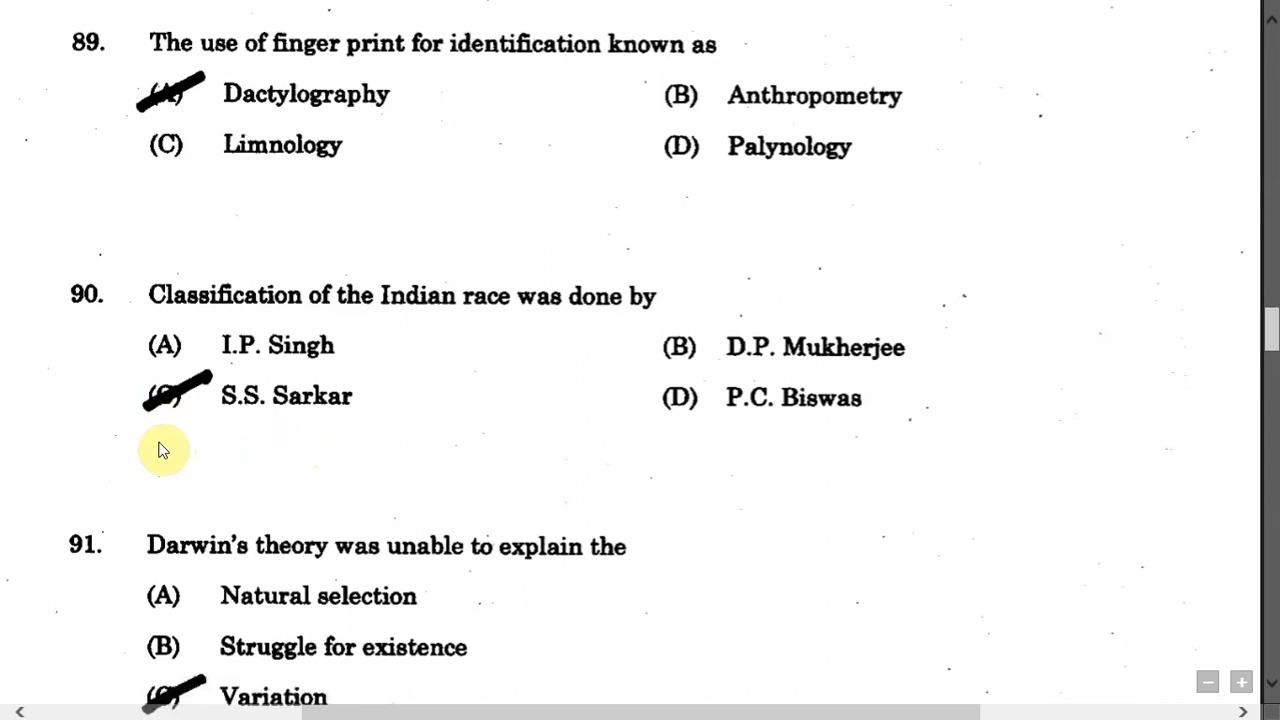 89. The use of finger print for identification known as
(A) Dactylography (B) Anthropometry
(C) Limnology (D) Palynology
90. Classification of the Indian race was done by
(A) I.P. Singh (B) D.P. Mukherjee
(C) S.S. Sarkar (D) P.C. Biswas
91. Darwin's theory was unable to explain the
(A) Natural selection
(B) Struggle for existence
(C) Variation